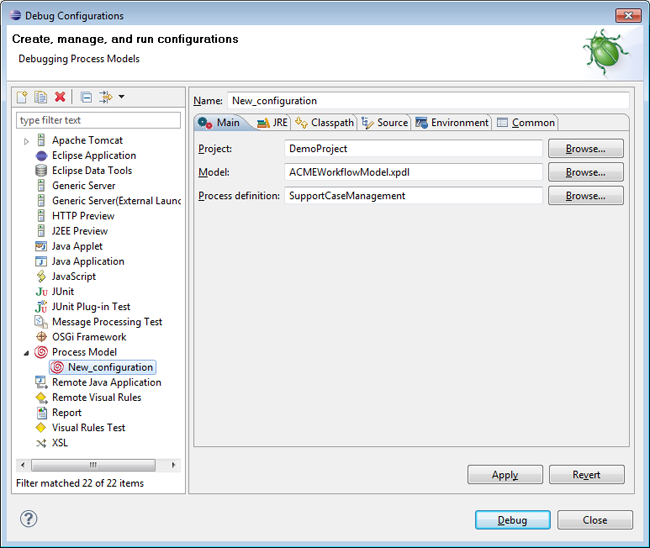 Debug Configurations
Create, manage, and run configurations
Debugging Process Models
type filter text
Apache Tomcat
Eclipse Application
Eclipse Data Tools
Generic Server
Generic Server(External Launc
HTTP Preview
J2EE Preview
Java Applet
Java Application
JavaScript
JUnit
JUnit Plug-in Test
Message Processing Test
OSGi Framework
Process Model
New_configuration
Remote Java Application
Remote Visual Rules
Report
Visual Rules Test
XSL
Filter matched 22 of 22 items
Name: New_configuration
Main JRE Classpath Source Environment Common
Project: DemoProject Browse...
Model: ACMEWorkflowModel.xpdl Browse...
Process definition: SupportCaseManagement Browse...
Apply Revert
Debug Close